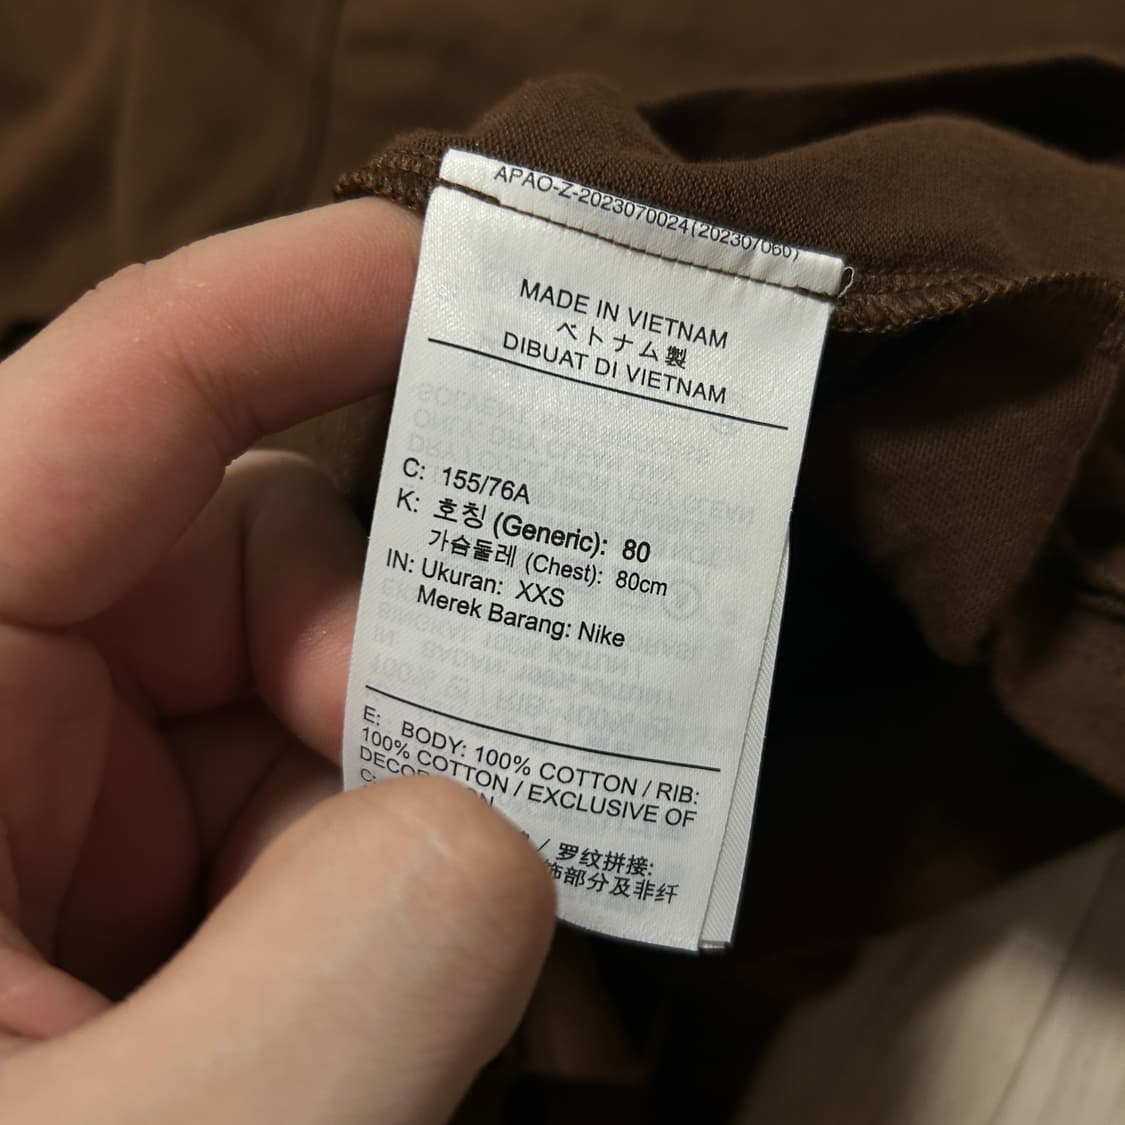 APAO-Z-2023070024(202307060)
MADE IN VIETNAM
ベトナム製
DIBUAT DI VIETNAM
C: 155/76A
K: 호칭 (Generic): 80
가슴둘레 (Chest): 80cm
IN: Ukuran: XXS
Merek Barang: Nike
E: BODY: 100% COTTON / RIB:
100% COTTON / EXCLUSIVE OF
C:
/ 罗纹拼接:
饰部分及非纤